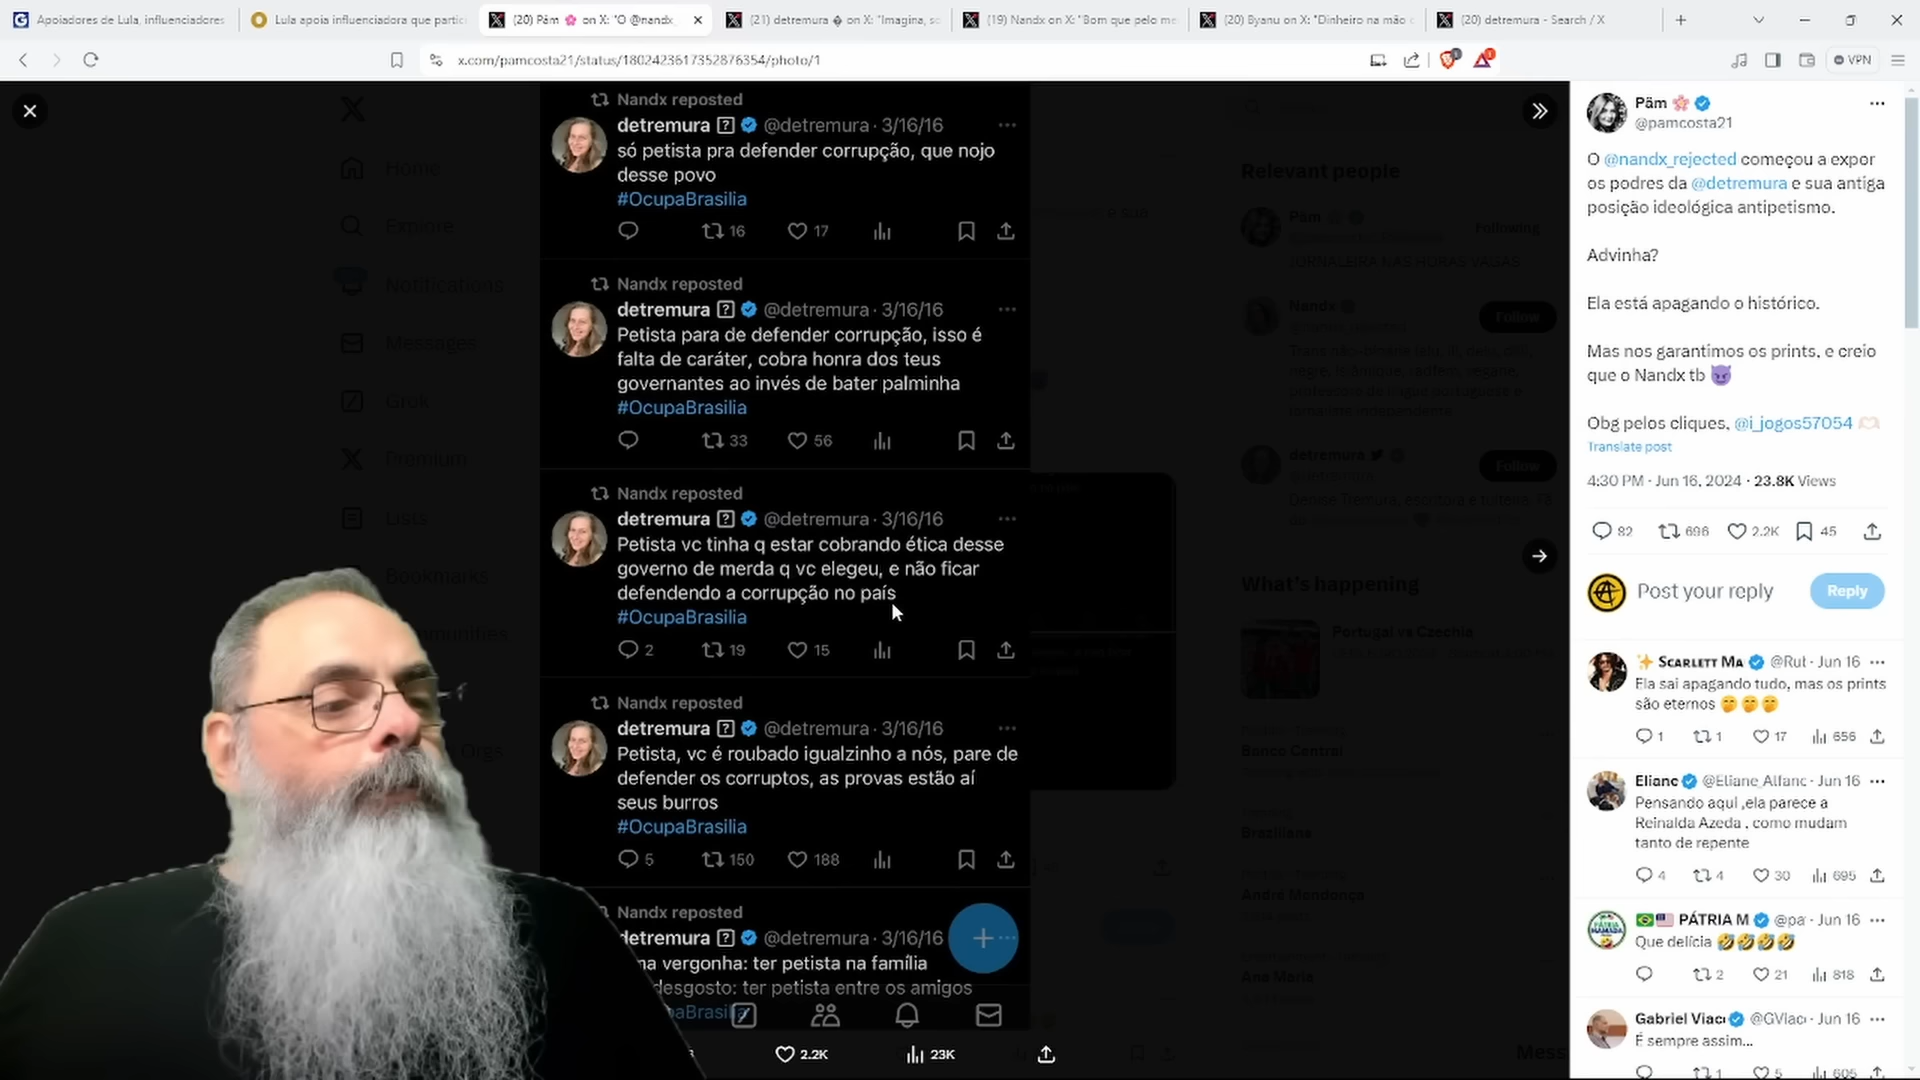 Apoiadores de Lula, influenciadores
Lula apoia influenciadora que partic
(20) Pâm 🌸 on X: "O @nandx_
(21) detremura � on X: "Imagina, so
(19) Nandx on X: "Bom que pelo me
(20) Byanu on X: "Dinheiro na mão c
(20) detremura - Search / X
x.com/pamcosta21/status/1802423617352876354/photo/1
VPN
Home
Explore
Notifications
Messages
Grok
Premium
Lists
Bookmarks
Orgs
Nandx reposted
detremura @detremura · 3/16/16
só petista pra defender corrupção, que nojo
desse povo
#OcupaBrasilia
16 17
Nandx reposted
detremura @detremura · 3/16/16
Petista para de defender corrupção, isso é
falta de caráter, cobra honra dos teus
governantes ao invés de bater palminha
#OcupaBrasilia
33 56
Nandx reposted
detremura @detremura · 3/16/16
Petista vc tinha q estar cobrando ética desse
governo de merda q vc elegeu, e não ficar
defendendo a corrupção no país
#OcupaBrasilia
2 19 15
Nandx reposted
detremura @detremura · 3/16/16
Petista, vc é roubado igualzinho a nós, pare de
defender os corruptos, as provas estão aí
seus burros
#OcupaBrasilia
5 150 188
Nandx reposted
detremura @detremura · 3/16/16
vergonha: ter petista na família
desgosto: ter petista entre os amigos
2.2K 23K
Relevant people
Pâm
Following
JORNALEIRA NAS HORAS VAGAS
Nandx
Follow
detremura
Follow
What's happening
Portugal vs Czechia
Banco Central
Brazilians
André Mendonça
Ana Maria
Pâm 🌸
@pamcosta21
O @nandx_rejected começou a expor
os podres da @detremura e sua antiga
posição ideológica antipetismo.
Advinha?
Ela está apagando o histórico.
Mas nos garantimos os prints, e creio
que o Nandx tb 😈
Obg pelos cliques, @i_jogos57054 🫶🏻
Translate post
4:30 PM · Jun 16, 2024 · 23.8K Views
82 696 2.2K 45
Post your reply
Reply
✨ Scarlett Ma @Rul · Jun 16
Ela sai apagando tudo, mas os prints
são eternos 🤭🤭🤭
1 1 17 656
Eliane @Eliane_Alfanc · Jun 16
Pensando aqui ,ela parece a
Reinalda Azeda , como mudam
tanto de repente
4 4 30 695
🇧🇷🇺🇸 PÁTRIA M @pa · Jun 16
Que delícia 🤣🤣🤣🤣
2 21 818
Gabriel Viaci @GViaci · Jun 16
É sempre assim...
1 5 605